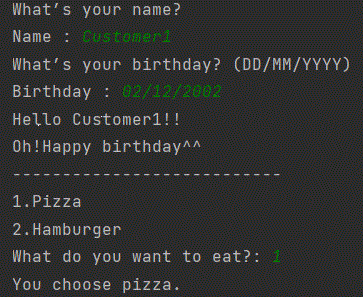 What's your name?
Name : Customer1
What's your birthday? (DD/MM/YYYY)
Birthday : 02/12/2002
Hello Customer1!!
Oh!Happy birthday^^
---------------------------
1.Pizza
2.Hamburger
What do you want to eat?: 1
You choose pizza.